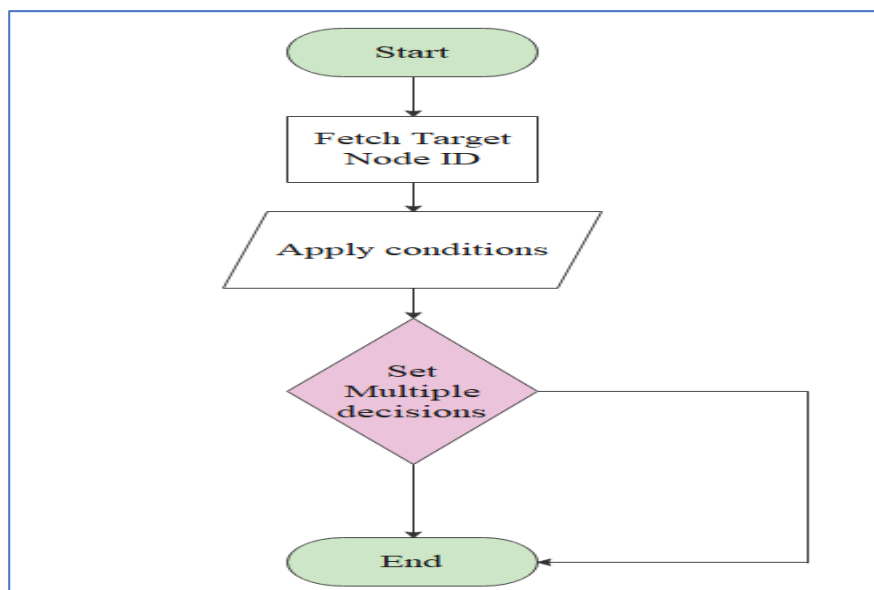 Start
Fetch Target
Node ID
Apply conditions
Set
Multiple
decisions
End